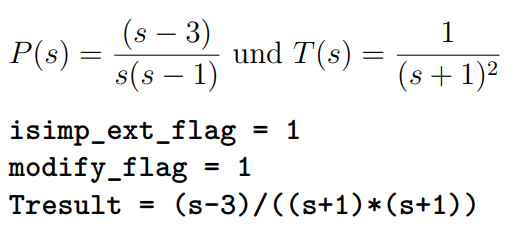 P(s) = (s − 3) / s(s − 1) und T(s) = 1 / (s + 1)²
isimp_ext_flag = 1
modify_flag = 1
Tresult = (s-3)/((s+1)*(s+1))